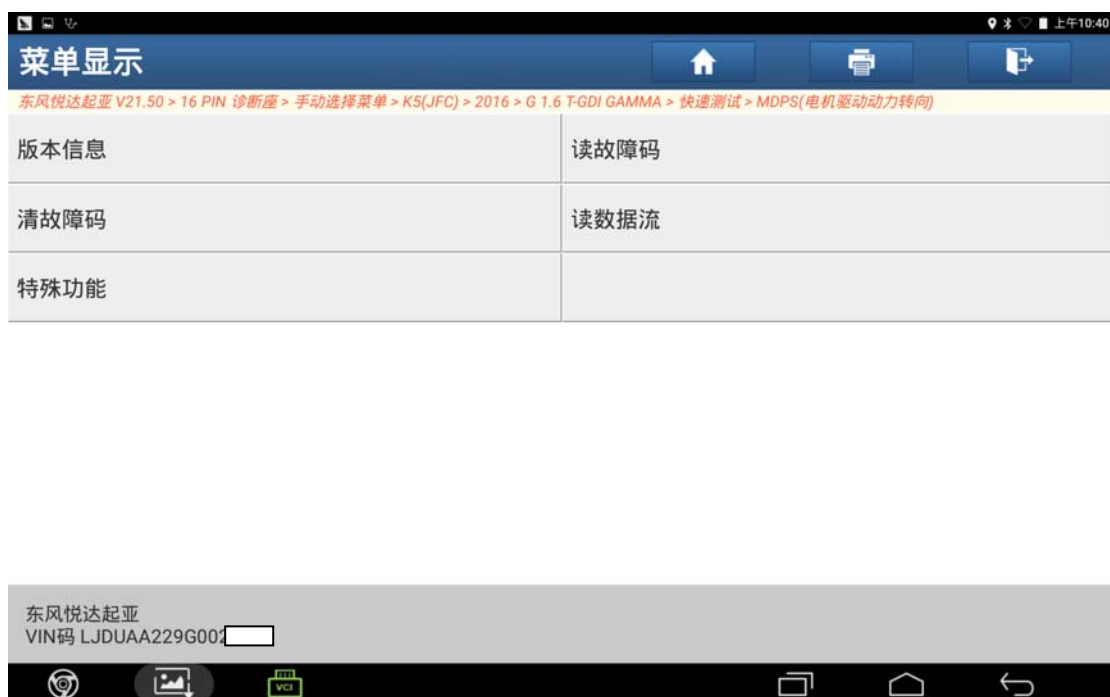 上午10:40
菜单显示
东风悦达起亚 V21.50 > 16 PIN 诊断座 > 手动选择菜单 > K5(JFC) > 2016 > G 1.6 T-GDI GAMMA > 快速测试 > MDPS(电机驱动动力转向)
版本信息
读故障码
清故障码
读数据流
特殊功能
东风悦达起亚
VIN码 LJDUAA229G002
VCI